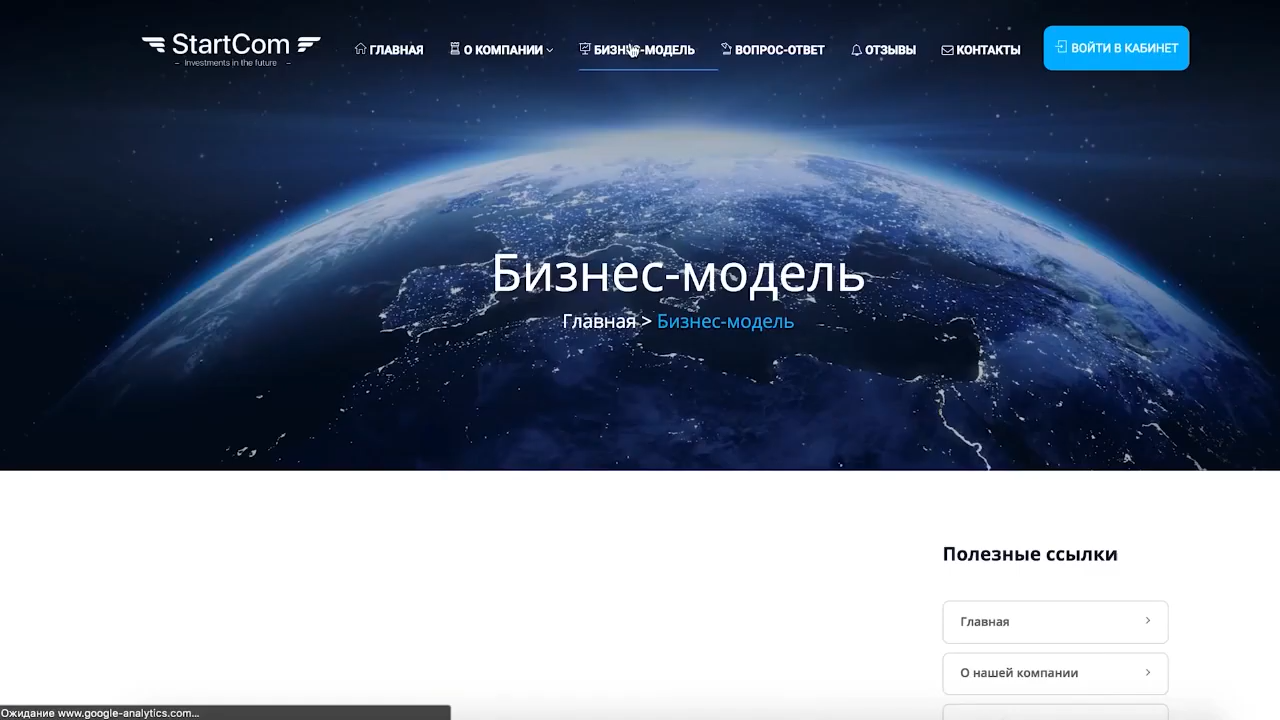 StartCom
– Investments in the future –
ГЛАВНАЯ
О КОМПАНИИ
БИЗНЕС-МОДЕЛЬ
ВОПРОС-ОТВЕТ
ОТЗЫВЫ
КОНТАКТЫ
ВОЙТИ В КАБИНЕТ
Бизнес-модель
Главная > Бизнес-модель
Полезные ссылки
Главная
О нашей компании
Ожидание www.google-analytics.com...